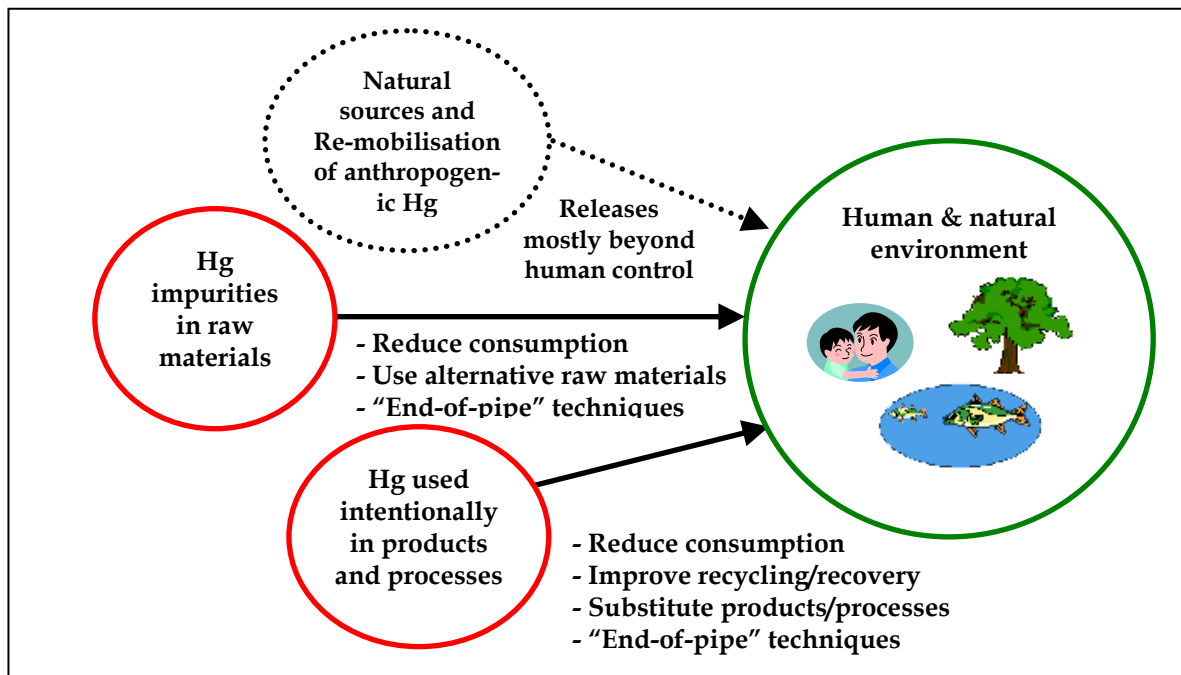 Natural
sources and
Re-mobilisation
of anthropogen-
ic Hg
Releases
mostly beyond
human control
Human & natural
environment
Hg
impurities
in raw
materials
- Reduce consumption
- Use alternative raw materials
- “End-of-pipe” techniques
Hg used
intentionally
in products
and processes
- Reduce consumption
- Improve recycling/recovery
- Substitute products/processes
- “End-of-pipe” techniques